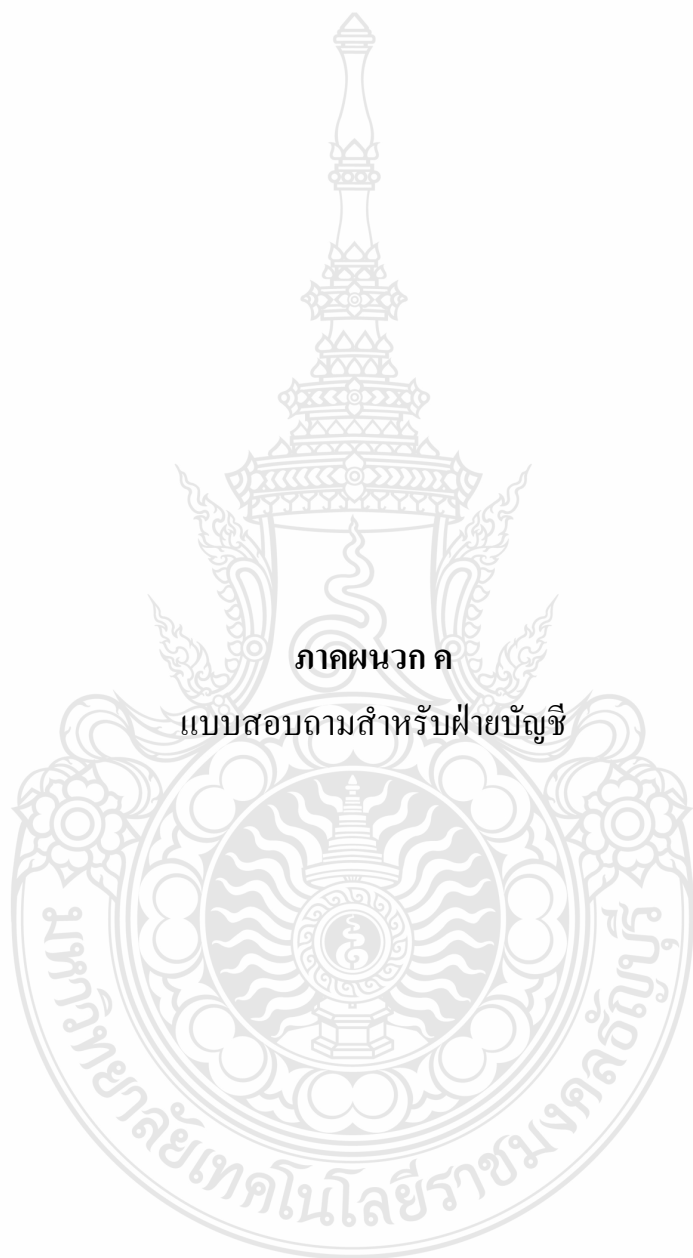 ภาคผนวก ค
แบบสอบถามสำหรับฝ่ายบัญชี
มหาวิทยาลัยเทคโนโลยีราชมงคลธัญบุรี